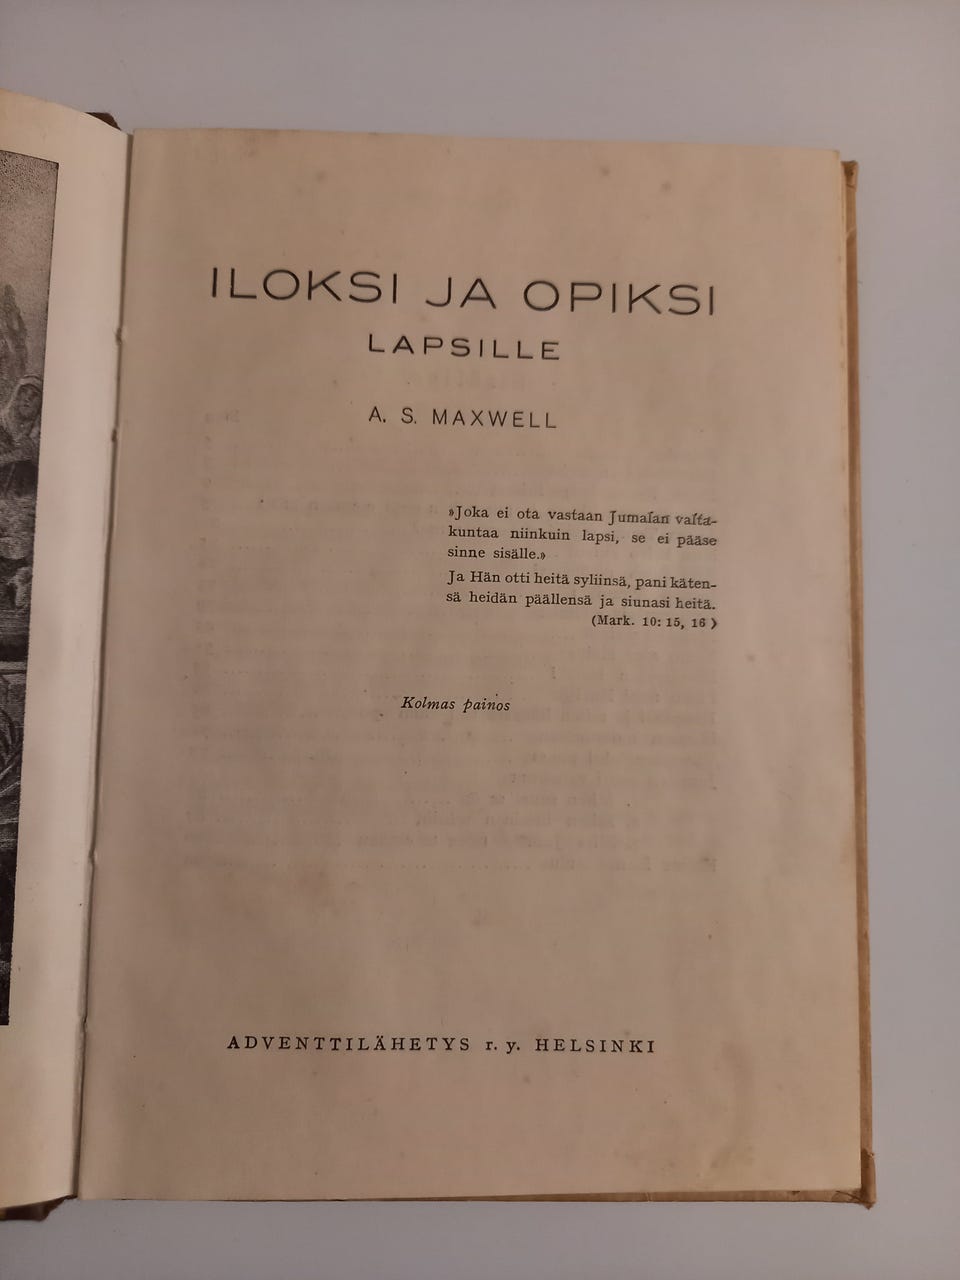 ILOKSI JA OPIKSI
LAPSILLE
A. S. MAXWELL
»Joka ei ota vastaan Jumalan valta-
kuntaa niinkuin lapsi, se ei pääse
sinne sisälle.»
Ja Hän otti heitä syliinsä, pani käten-
sä heidän päällensä ja siunasi heitä.
(Mark. 10: 15, 16 )
Kolmas painos
ADVENTTILÄHETYS r. y. HELSINKI